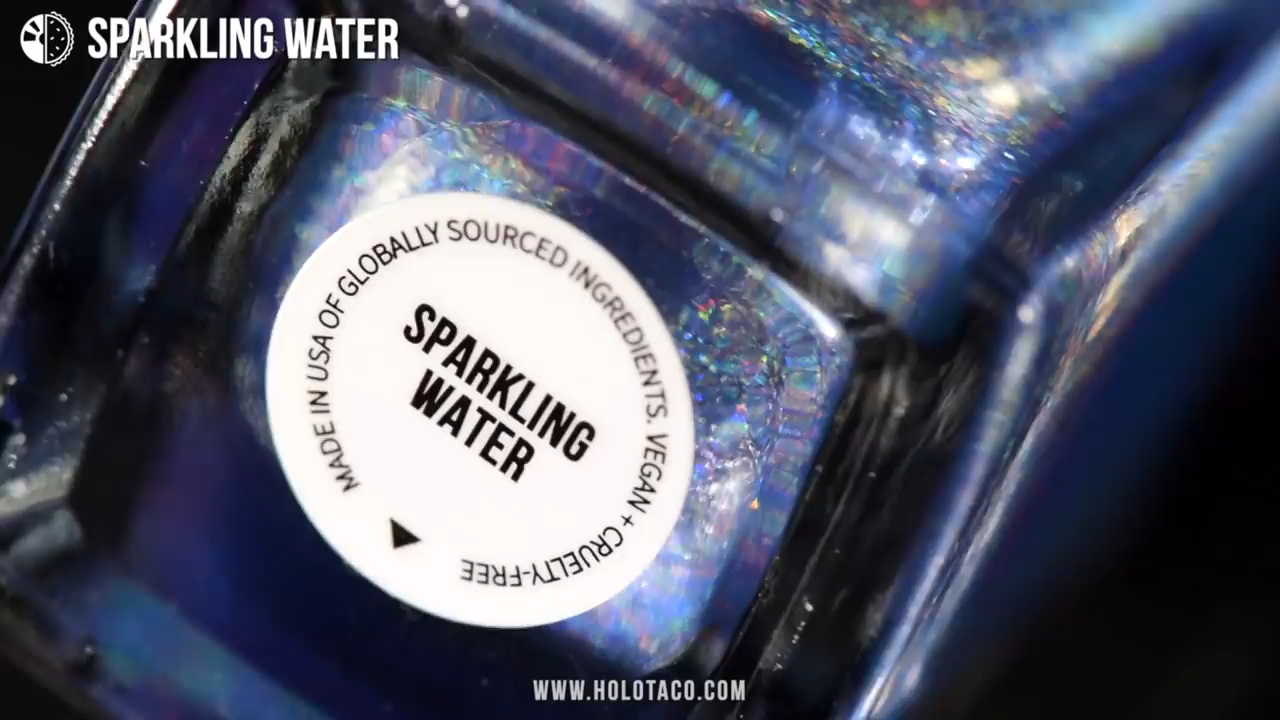 SPARKLING WATER
MADE IN USA OF GLOBALLY SOURCED INGREDIENTS. VEGAN + CRUELTY-FREE
SPARKLING
WATER
WWW.HOLOTACO.COM